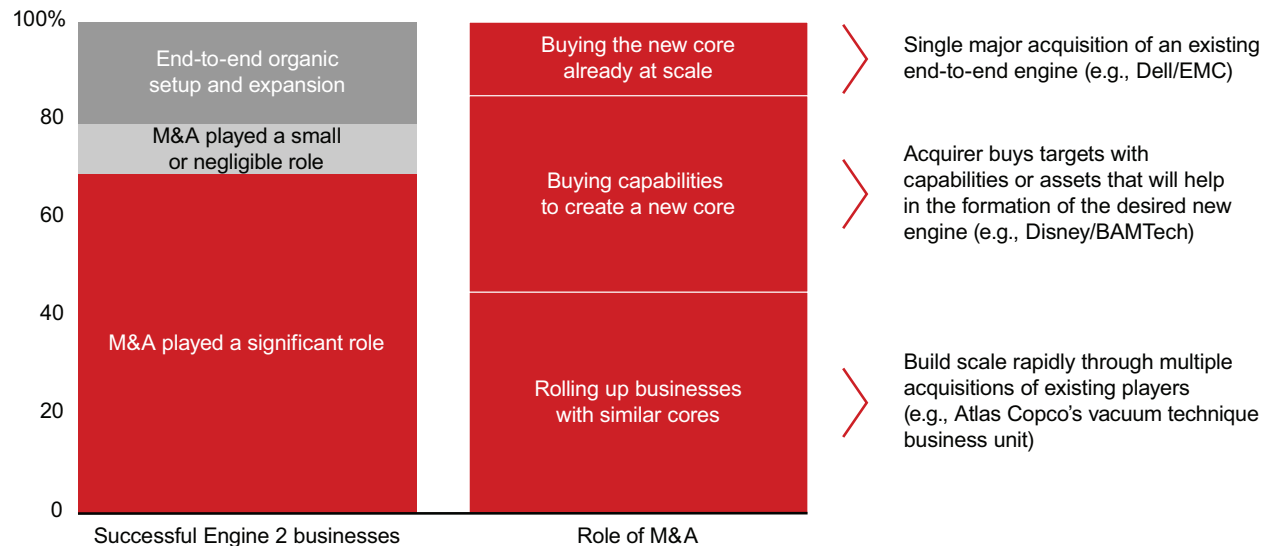 100%
80
60
40
20
0
End-to-end organic
setup and expansion
M&A played a small
or negligible role
M&A played a significant role
Successful Engine 2 businesses
Buying the new core
already at scale
Buying capabilities
to create a new core
Rolling up businesses
with similar cores
Role of M&A
Single major acquisition of an existing
end-to-end engine (e.g., Dell/EMC)
Acquirer buys targets with
capabilities or assets that will help
in the formation of the desired new
engine (e.g., Disney/BAMTech)
Build scale rapidly through multiple
acquisitions of existing players
(e.g., Atlas Copco’s vacuum technique
business unit)